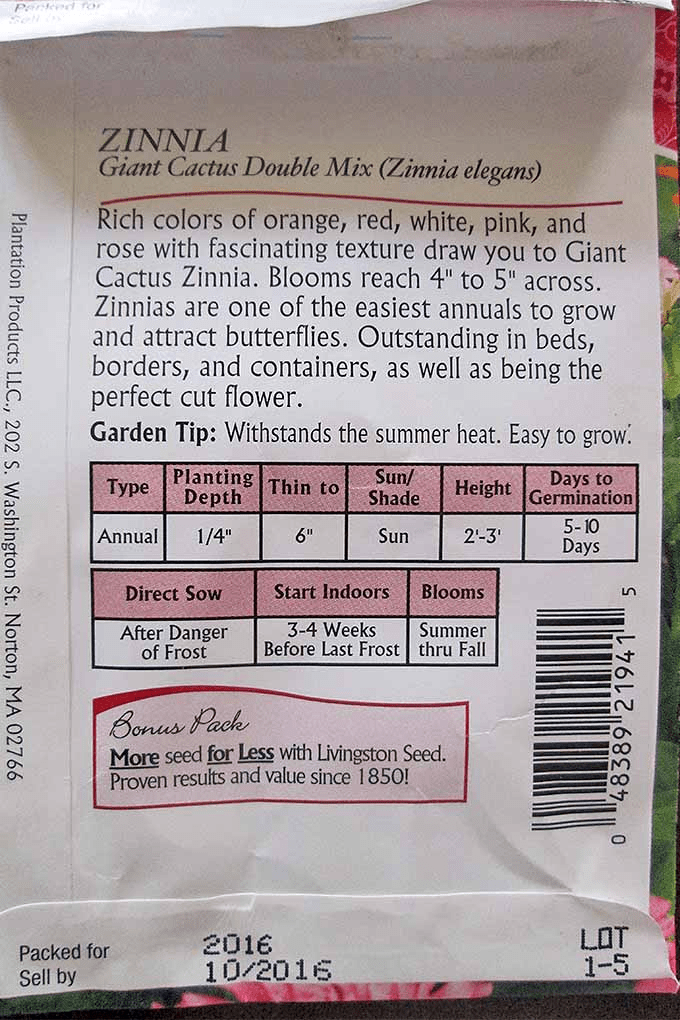 Packed for
Sell by
ZINNIA
Giant Cactus Double Mix (Zinnia elegans)
Rich colors of orange, red, white, pink, and
rose with fascinating texture draw you to Giant
Cactus Zinnia. Blooms reach 4" to 5" across.
Zinnias are one of the easiest annuals to grow
and attract butterflies. Outstanding in beds,
borders, and containers, as well as being the
perfect cut flower.
Garden Tip: Withstands the summer heat. Easy to grow.
Type Planting Depth Thin to Sun/Shade Height Days to Germination
Annual 1/4" 6" Sun 2'-3' 5-10 Days
Direct Sow Start Indoors Blooms
After Danger of Frost 3-4 Weeks Before Last Frost Summer thru Fall
Bonus Pack
More seed for Less with Livingston Seed.
Proven results and value since 1850!
0 48389 21941 5
Plantation Products LLC., 202 S. Washington St. Norton, MA 02766
Packed for 2016
Sell by 10/2016
LOT
1-5